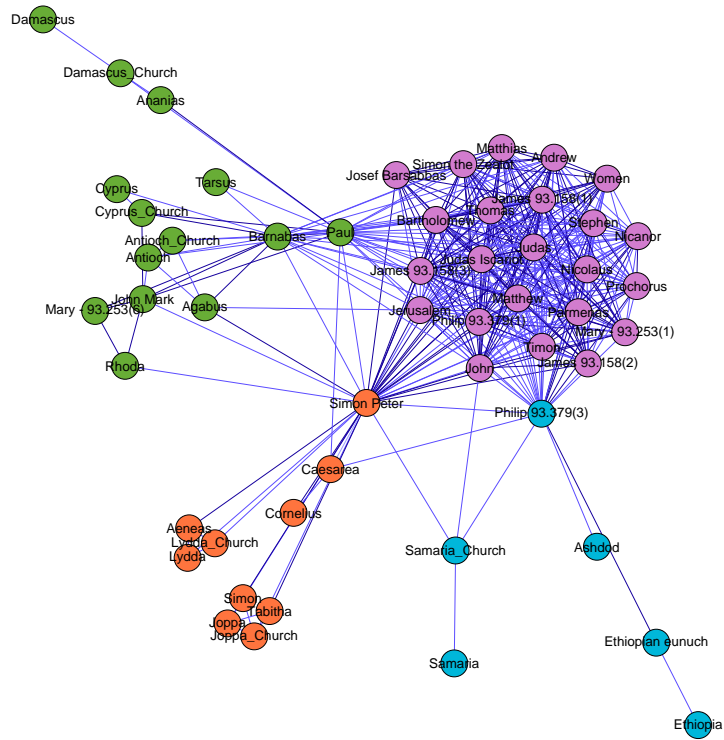 Damascus
Damascus_Church
Ananias
Matthias
Simon the Zealot
Andrew
Josef Barsabbas
Women
Tarsus
Cyprus
James 93.158(1)
Cyprus_Church
Thomas
Bartholomew
Stephen
Barnabas
Paul
Nicanor
Antioch_Church
Judas
Antioch
Judas Iscariot
James 93.158(3)
Nicolaus
Prochorus
John Mark
Matthew
Mary - 93.253(6)
Agabus
Jerusalem
Parmenas
Philip 93.379(1)
Mary - 93.253(1)
Timon
James 93.158(2)
Rhoda
John
Simon Peter
Philip 93.379(3)
Caesarea
Cornelius
Aeneas
Lydda_Church
Lydda
Samaria_Church
Ashdod
Simon
Tabitha
Joppa
Joppa_Church
Ethiopian eunuch
Samaria
Ethiopia